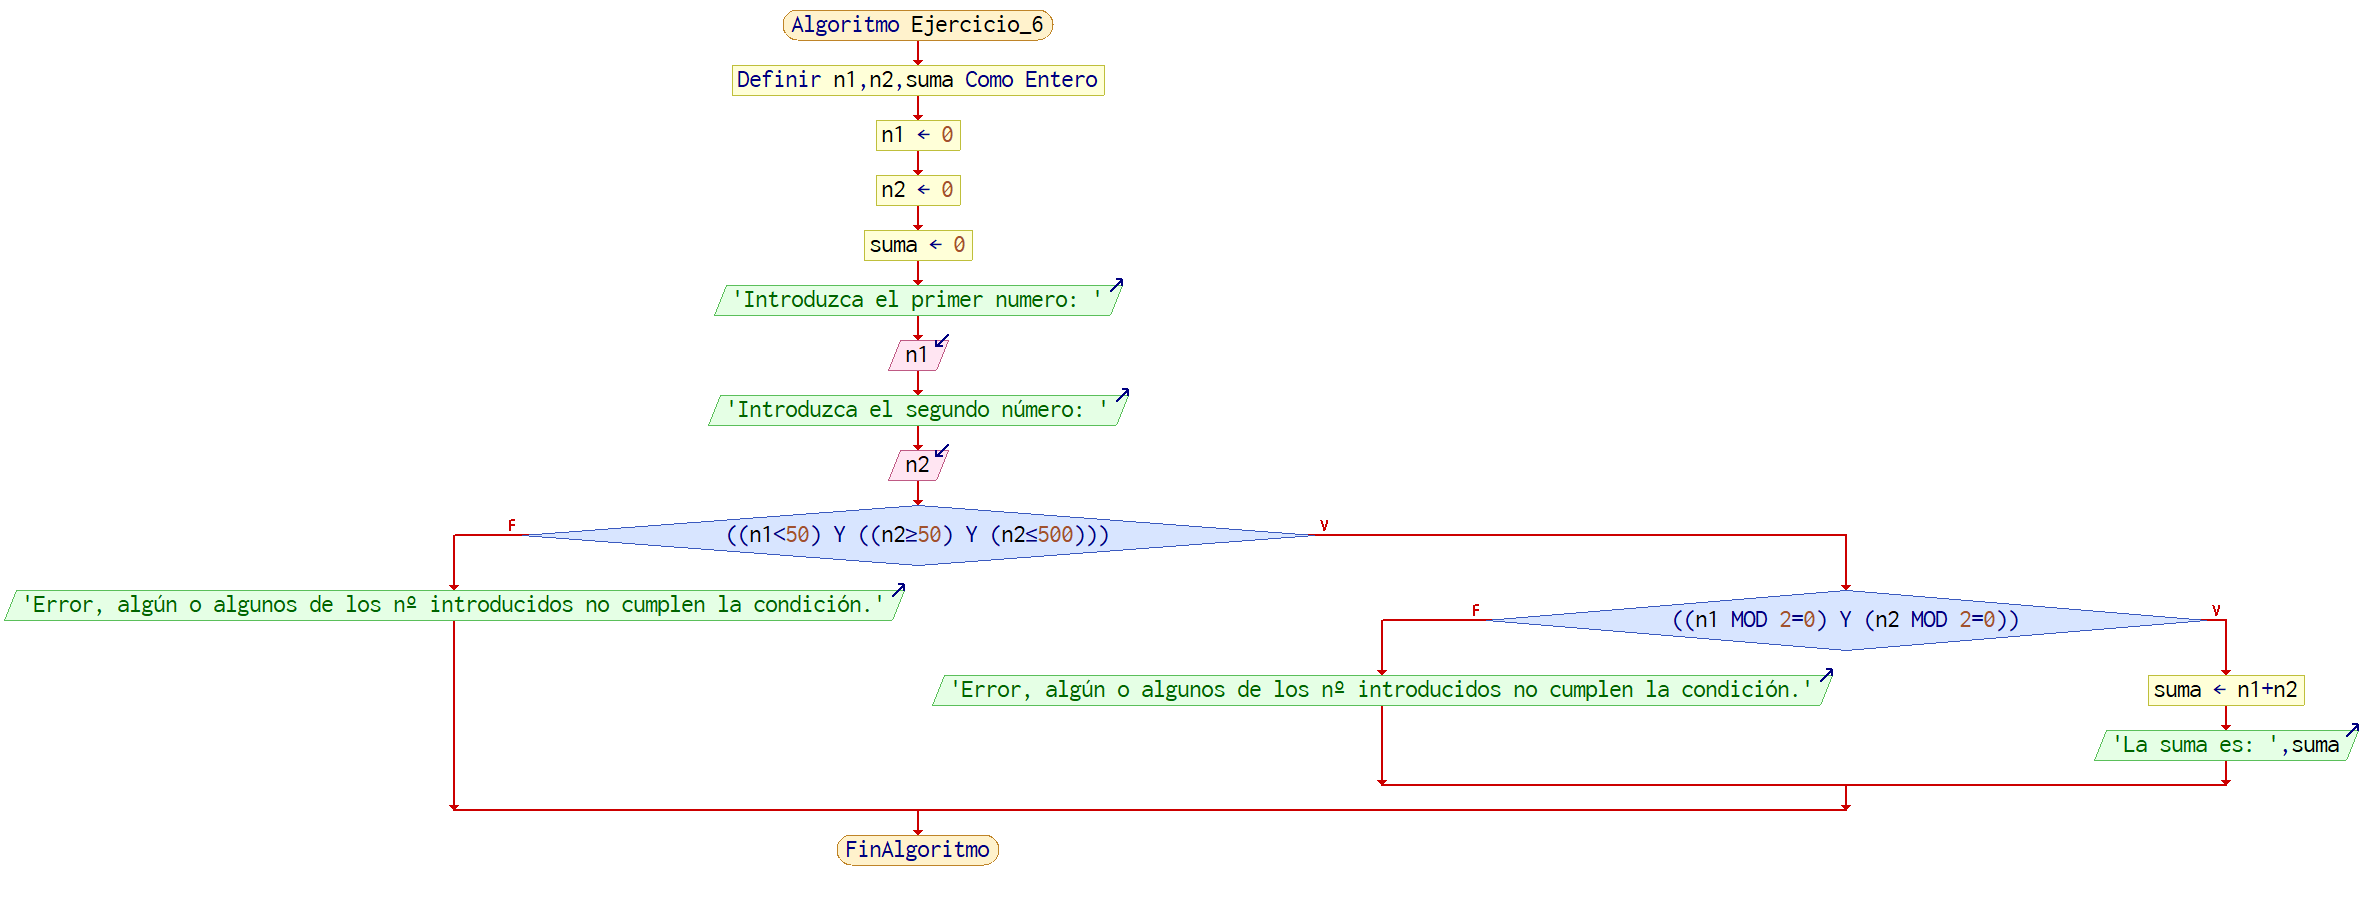 Algoritmo Ejercicio_6
Definir n1,n2,suma Como Entero
n1 ← 0
n2 ← 0
suma ← 0
'Introduzca el primer numero: '
n1
'Introduzca el segundo número: '
n2
F
((n1<50) Y ((n2≥50) Y (n2≤500)))
V
'Error, algún o algunos de los nº introducidos no cumplen la condición.'
F
((n1 MOD 2=0) Y (n2 MOD 2=0))
V
'Error, algún o algunos de los nº introducidos no cumplen la condición.'
suma ← n1+n2
'La suma es: ',suma
FinAlgoritmo